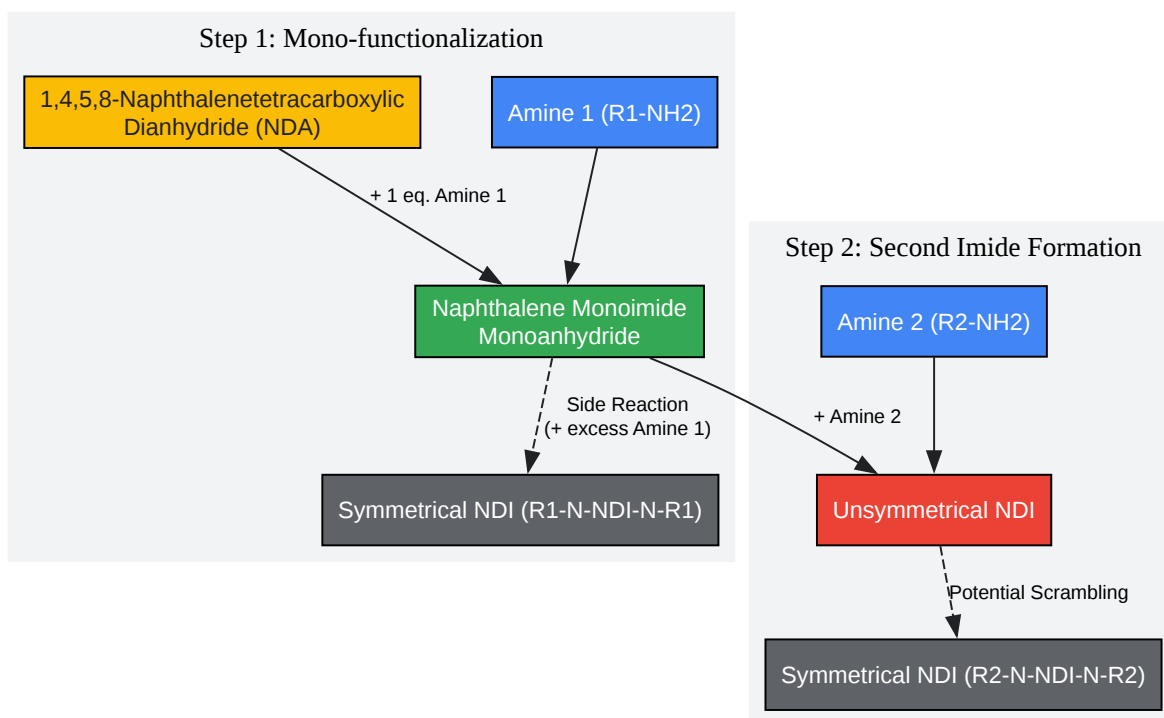 Step 1: Mono-functionalization
1,4,5,8-Naphthalenetetracarboxylic
Dianhydride (NDA)
Amine 1 (R1-NH2)
+ 1 eq. Amine 1
Naphthalene Monoimide
Monoanhydride
Side Reaction
(+ excess Amine 1)
Symmetrical NDI (R1-N-NDI-N-R1)
Step 2: Second Imide Formation
Amine 2 (R2-NH2)
+ Amine 2
Unsymmetrical NDI
Potential Scrambling
Symmetrical NDI (R2-N-NDI-N-R2)